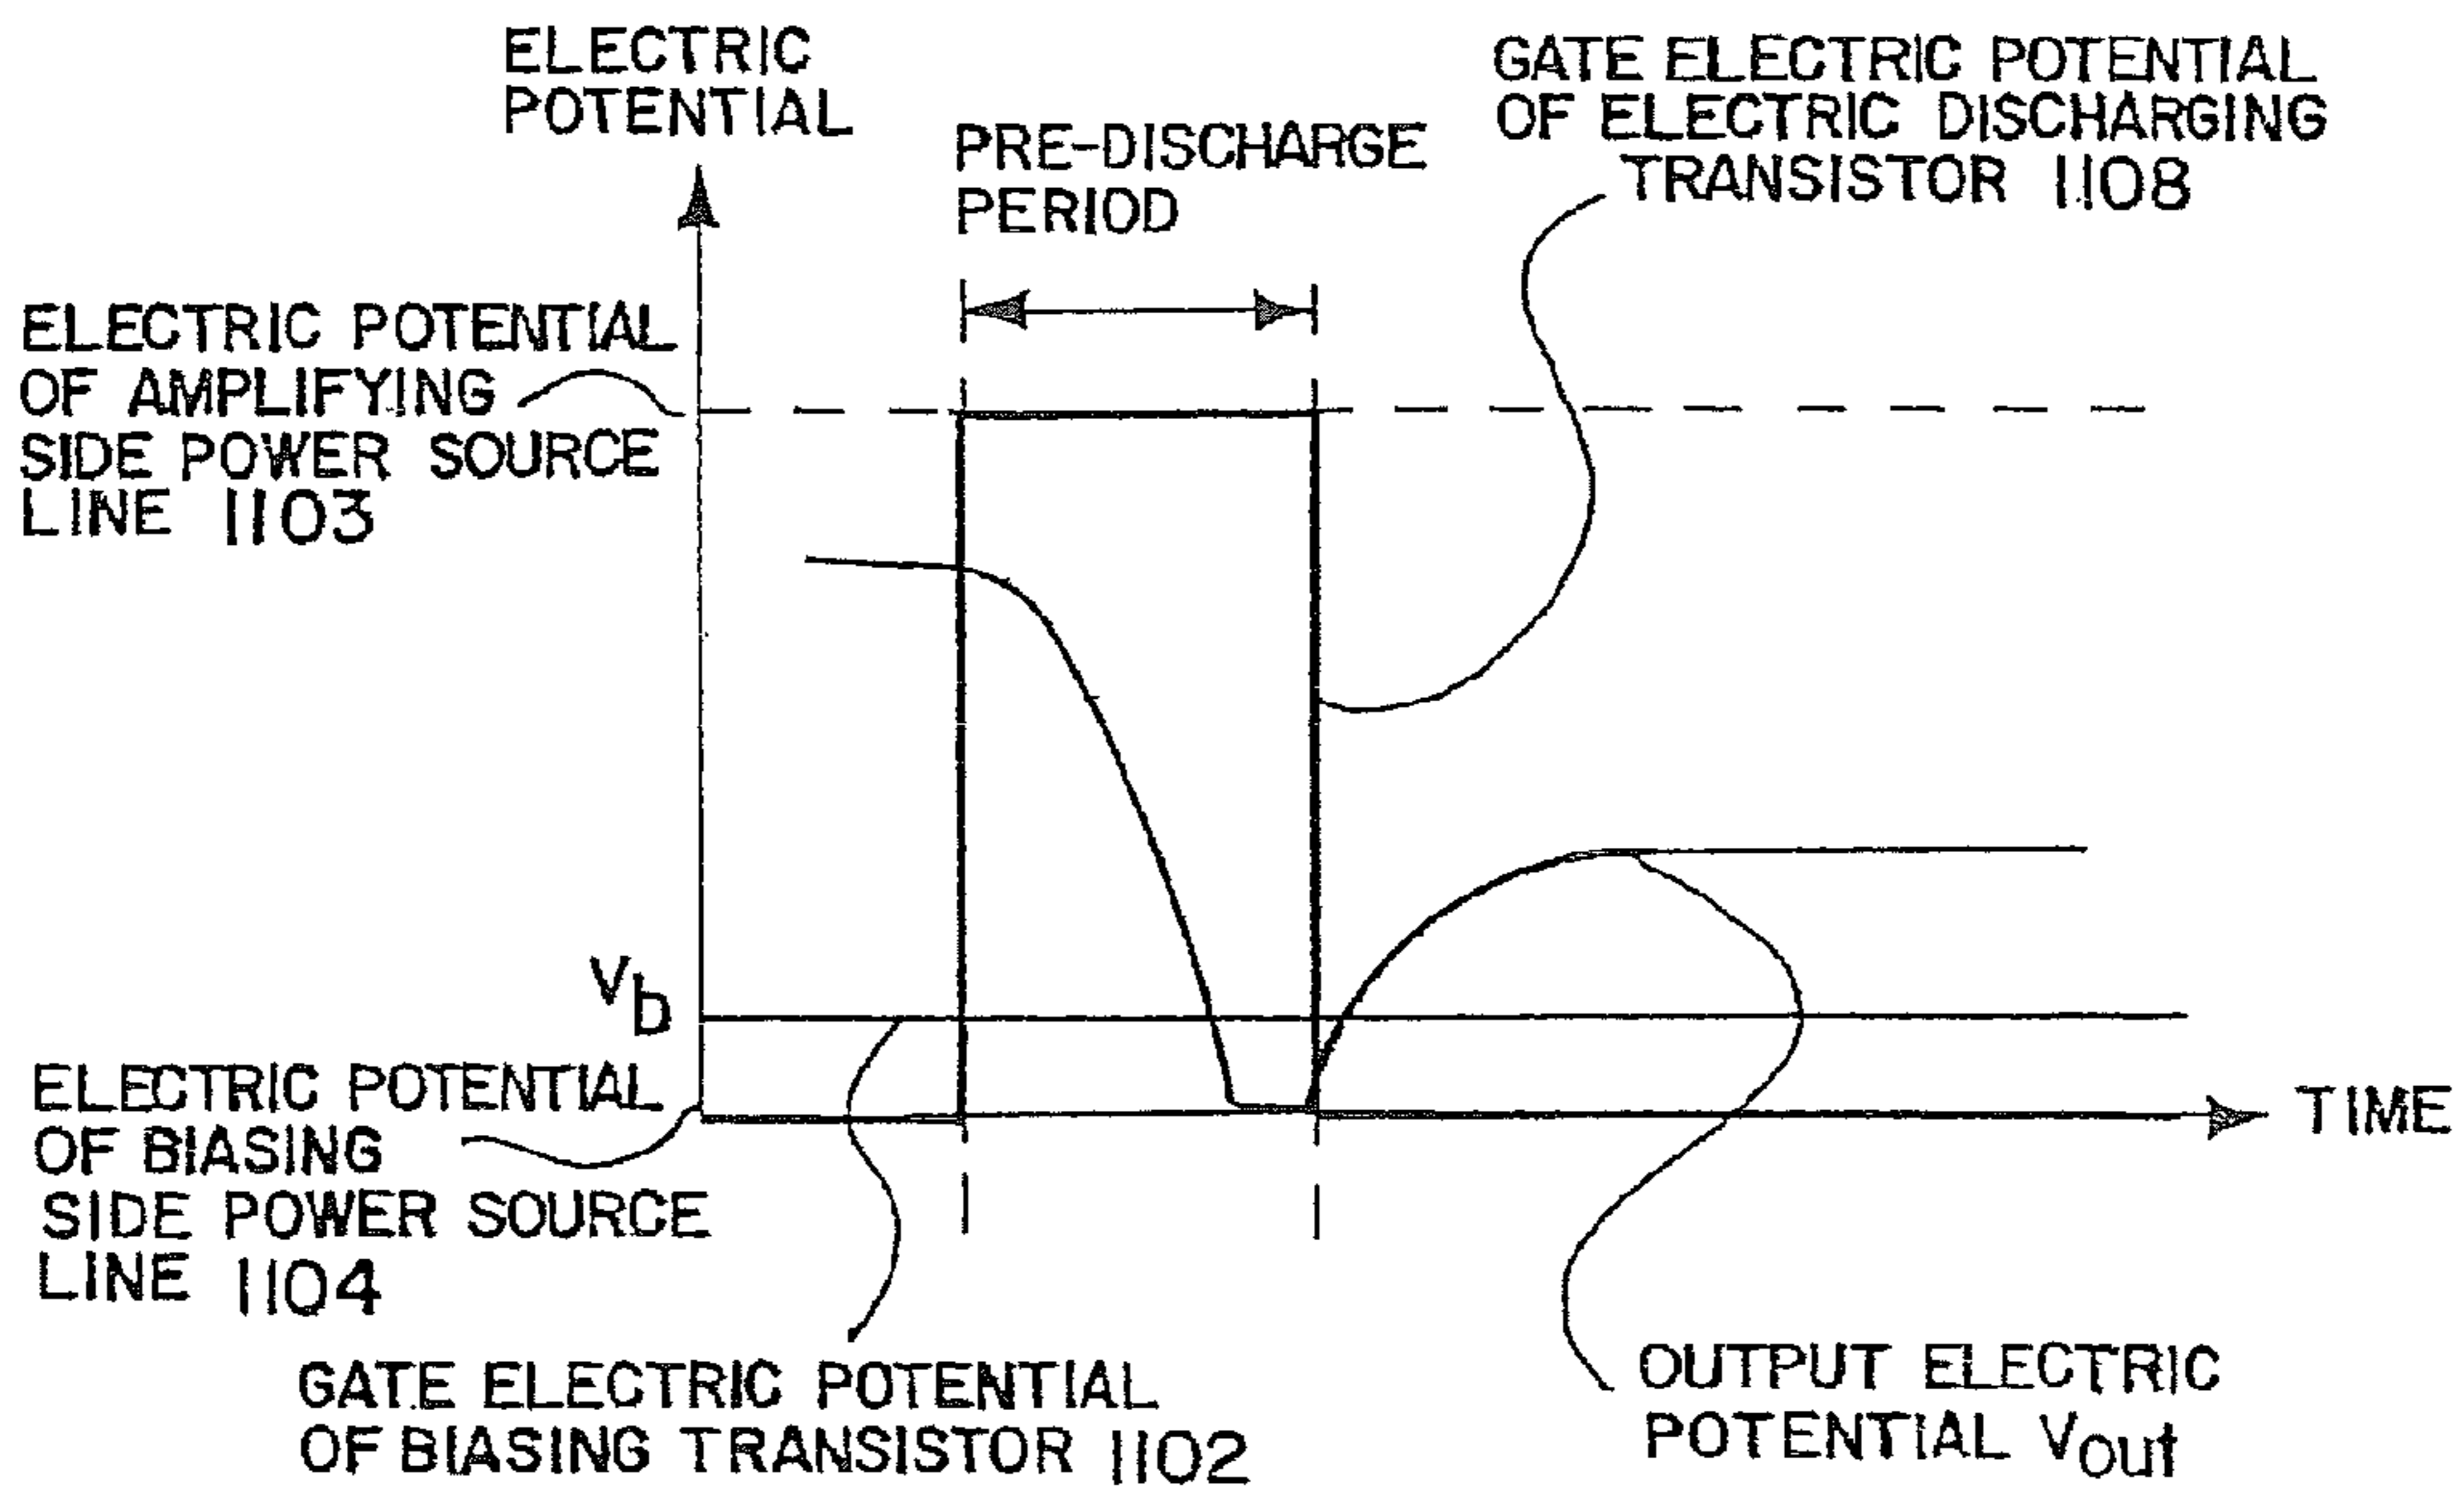 ELECTRIC
POTENTIAL
PRE-DISCHARGE
PERIOD
GATE ELECTRIC POTENTIAL
OF ELECTRIC DISCHARGING
TRANSISTOR 1108
ELECTRIC POTENTIAL
OF AMPLIFYING
SIDE POWER SOURCE
LINE 1103
Vb
ELECTRIC POTENTIAL
OF BIASING
SIDE POWER SOURCE
LINE 1104
TIME
GATE ELECTRIC POTENTIAL
OF BIASING TRANSISTOR 1102
OUTPUT ELECTRIC
POTENTIAL Vout